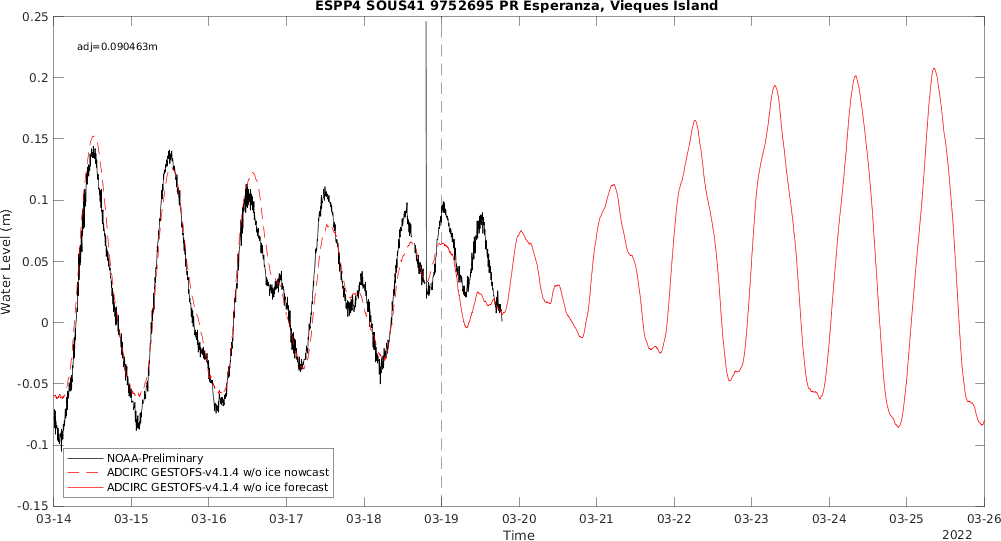 ESPP4 SOUS41 9752695 PR Esperanza, Vieques Island
adj=0.090463m
0.25
0.2
0.15
0.1
0.05
0
-0.05
-0.1
-0.15
Water Level (m)
NOAA-Preliminary
ADCIRC GESTOFS-v4.1.4 w/o ice nowcast
ADCIRC GESTOFS-v4.1.4 w/o ice forecast
03-14 03-15 03-16 03-17 03-18 03-19 03-20 03-21 03-22 03-23 03-24 03-25 03-26
Time
2022